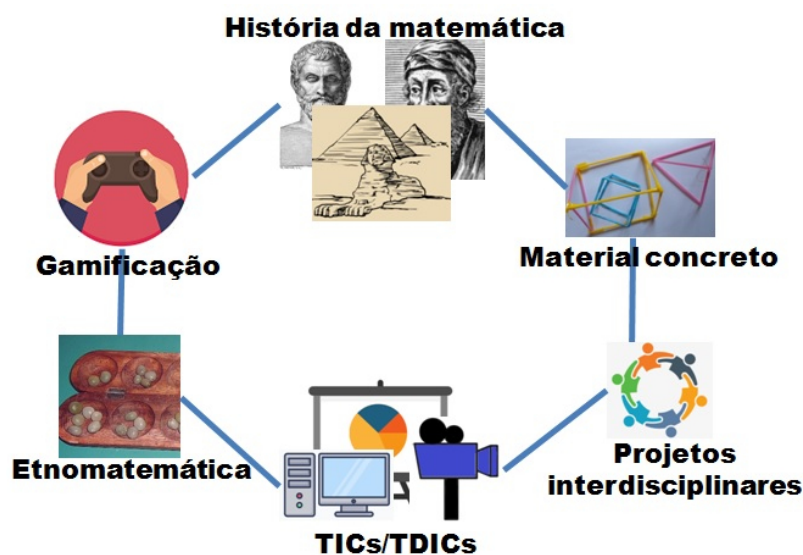 História da matemática
Gamificação
Material concreto
Etnomatemática
Projetos
interdisciplinares
TICs/TDICs